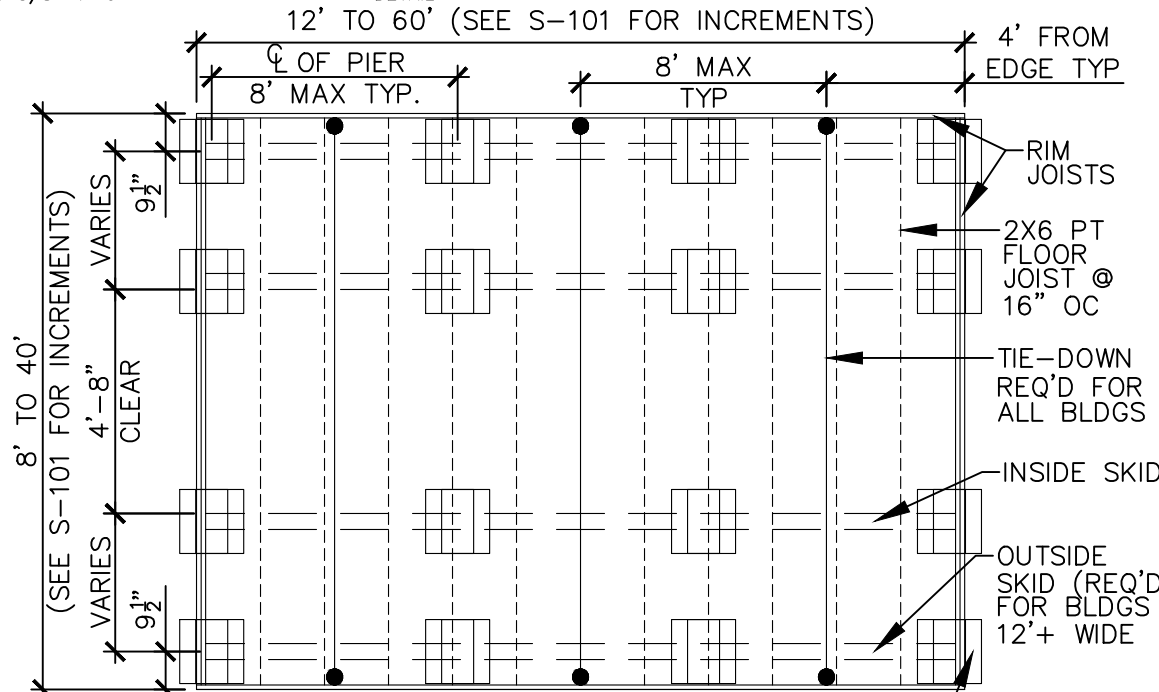 12' TO 60' (SEE S-101 FOR INCREMENTS)
℄ OF PIER
8' MAX TYP.
8' MAX
TYP
4' FROM
EDGE TYP
8' TO 40'
(SEE S-101 FOR INCREMENTS)
VARIES
9½"
4'-8"
CLEAR
VARIES
9½"
RIM
JOISTS
2X6 PT
FLOOR
JOIST @
16" OC
TIE-DOWN
REQ'D FOR
ALL BLDGS
INSIDE SKID
OUTSIDE
SKID (REQ'D
FOR BLDGS
12'+ WIDE